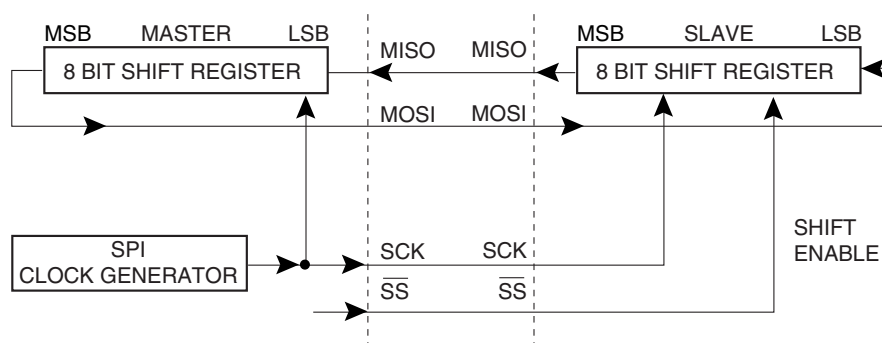 MSB MASTER LSB
MISO MISO
MSB SLAVE LSB
8 BIT SHIFT REGISTER
8 BIT SHIFT REGISTER
MOSI MOSI
SPI
CLOCK GENERATOR
SCK SCK
SS SS
SHIFT
ENABLE